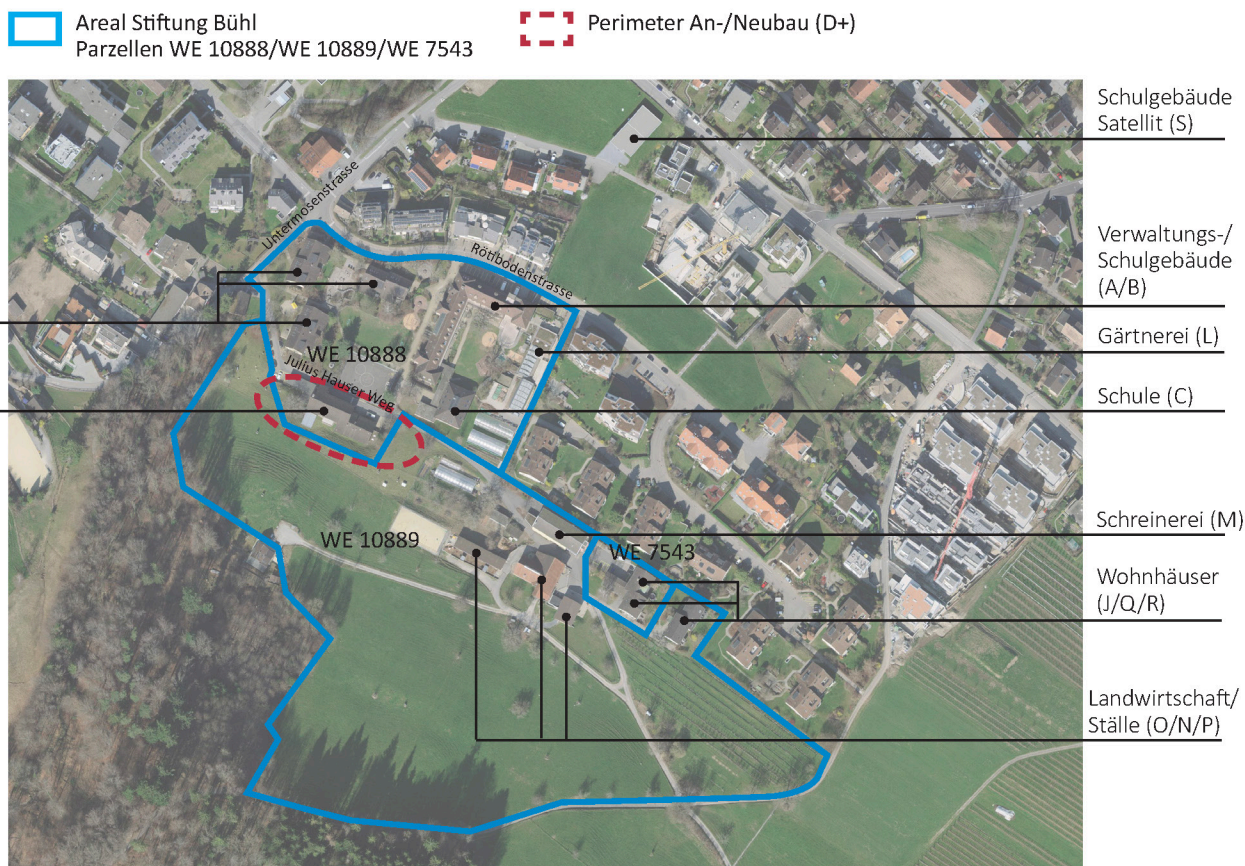 Areal Stiftung Bühl
Parzellen WE 10888/WE 10889/WE 7543
Perimeter An-/Neubau (D+)
Schulgebäude
Satellit (S)
Untermosenstrasse
Rötibodenstrasse
Verwaltungs-/
Schulgebäude
(A/B)
Gärtnerei (L)
WE 10888
Julius Hauser Weg
Schule (C)
Schreinerei (M)
WE 10889
WE 7543
Wohnhäuser
(J/Q/R)
Landwirtschaft/
Ställe (O/N/P)